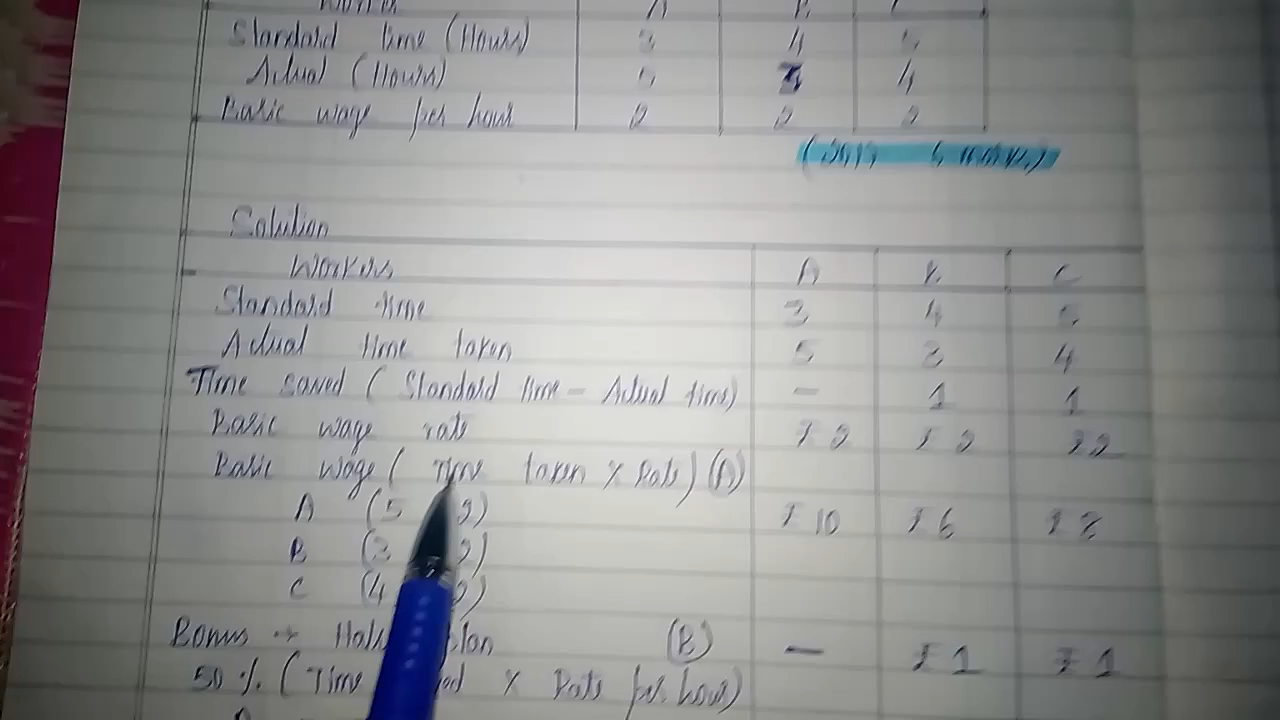 Standard time (Hours) 3 4 5
Actual (Hours) 5 3 4
Basic wage per hour 2 2 2
Solution
Workers A B C
Standard time 3 4 5
Actual time taken 5 3 4
Time saved ( Standard time - Actual time) - 1 1
Basic wage rate ₹ 2 ₹ 2 ₹ 2
Basic wage ( Time taken X Rate) (A)
A (5 2) ₹ 10 ₹ 6 ₹ 8
B (3 2)
C (4 2)
Bonus → (B) - ₹ 1 ₹ 1
50 %. (Time X Rate per hour)